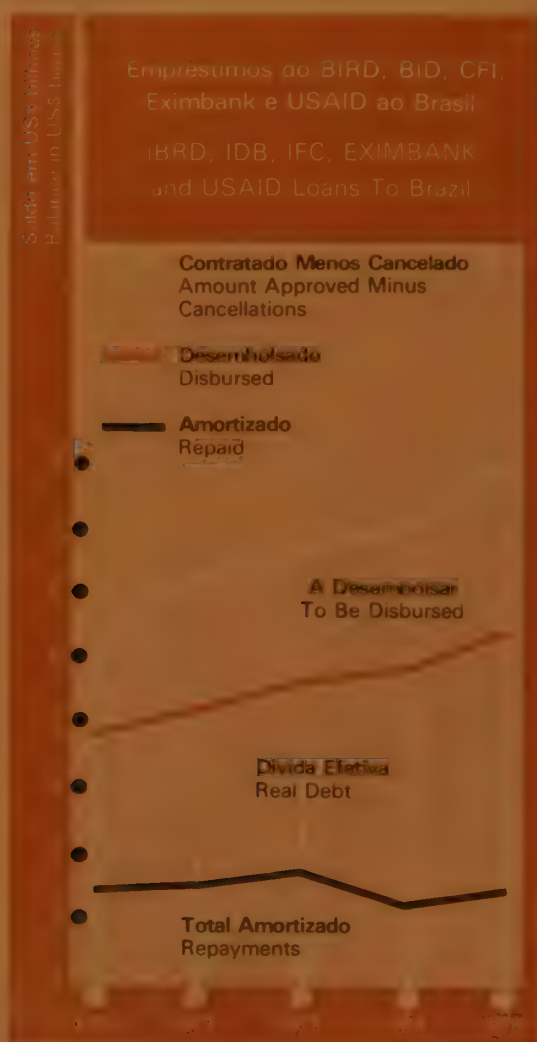 Saldo em US$ bilhões
Balance in US$ billion
Empréstimos do BIRD, BID, CFI,
Eximbank e USAID ao Brasil
IBRD, IDB, IFC, EXIMBANK
and USAID Loans To Brazil
Contratado Menos Cancelado
Amount Approved Minus
Cancellations
Desembolsado
Disbursed
Amortizado
Repaid
A Desembolsar
To Be Disbursed
Dívida Efetiva
Real Debt
Total Amortizado
Repayments